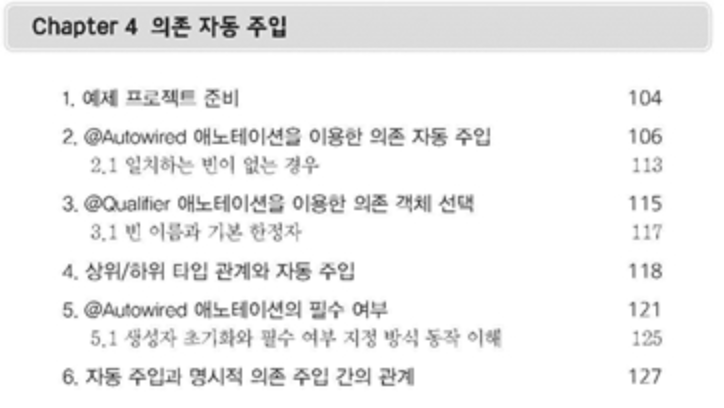 Chapter 4 의존 자동 주입
1. 예제 프로젝트 준비 104
2. @Autowired 애노테이션을 이용한 의존 자동 주입 106
2.1 일치하는 빈이 없는 경우 113
3. @Qualifier 애노테이션을 이용한 의존 객체 선택 115
3.1 빈 이름과 기본 한정자 117
4. 상위/하위 타입 관계와 자동 주입 118
5. @Autowired 애노테이션의 필수 여부 121
5.1 생성자 초기화와 필수 여부 지정 방식 동작 이해 125
6. 자동 주입과 명시적 의존 주입 간의 관계 127